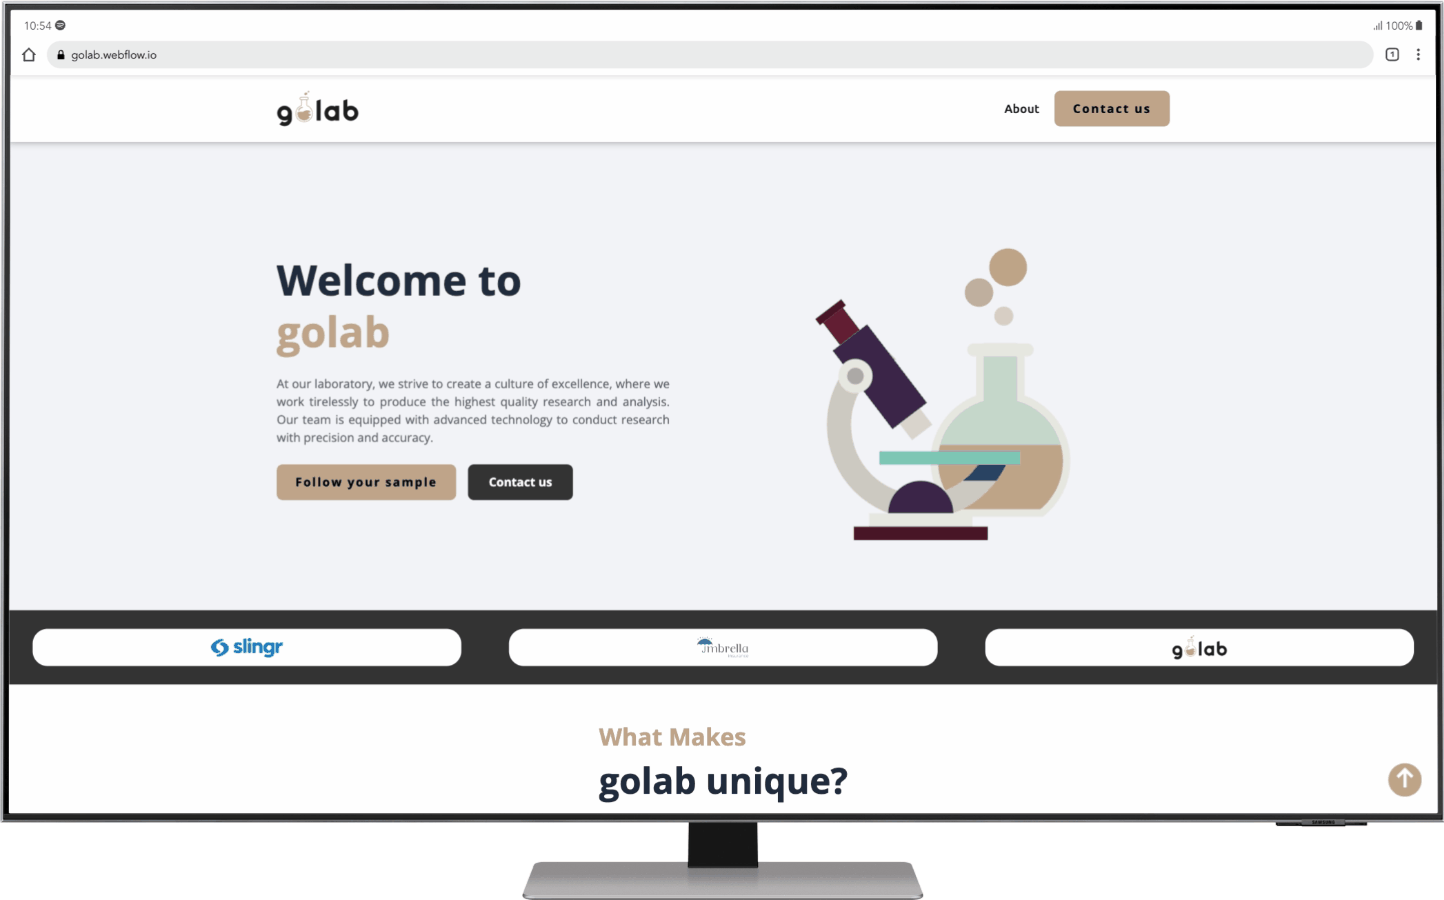 10:54
100%
golab.webflow.io
1
golab
About
Contact us
Welcome to
golab
At our laboratory, we strive to create a culture of excellence, where we
work tirelessly to produce the highest quality research and analysis.
Our team is equipped with advanced technology to conduct research
with precision and accuracy.
Follow your sample
Contact us
slingr
umbrella
golab
What Makes
golab unique?
SAMSUNG